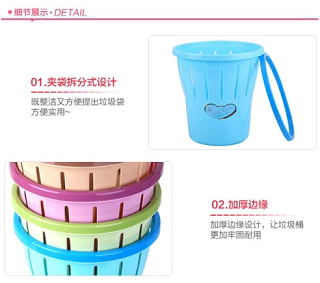 细节展示·DETAIL
01.夹袋拆分式设计
既整洁又方便提出垃圾袋
方便实用~
02.加厚边缘
加厚边缘设计，让垃圾桶
更加牢固耐用